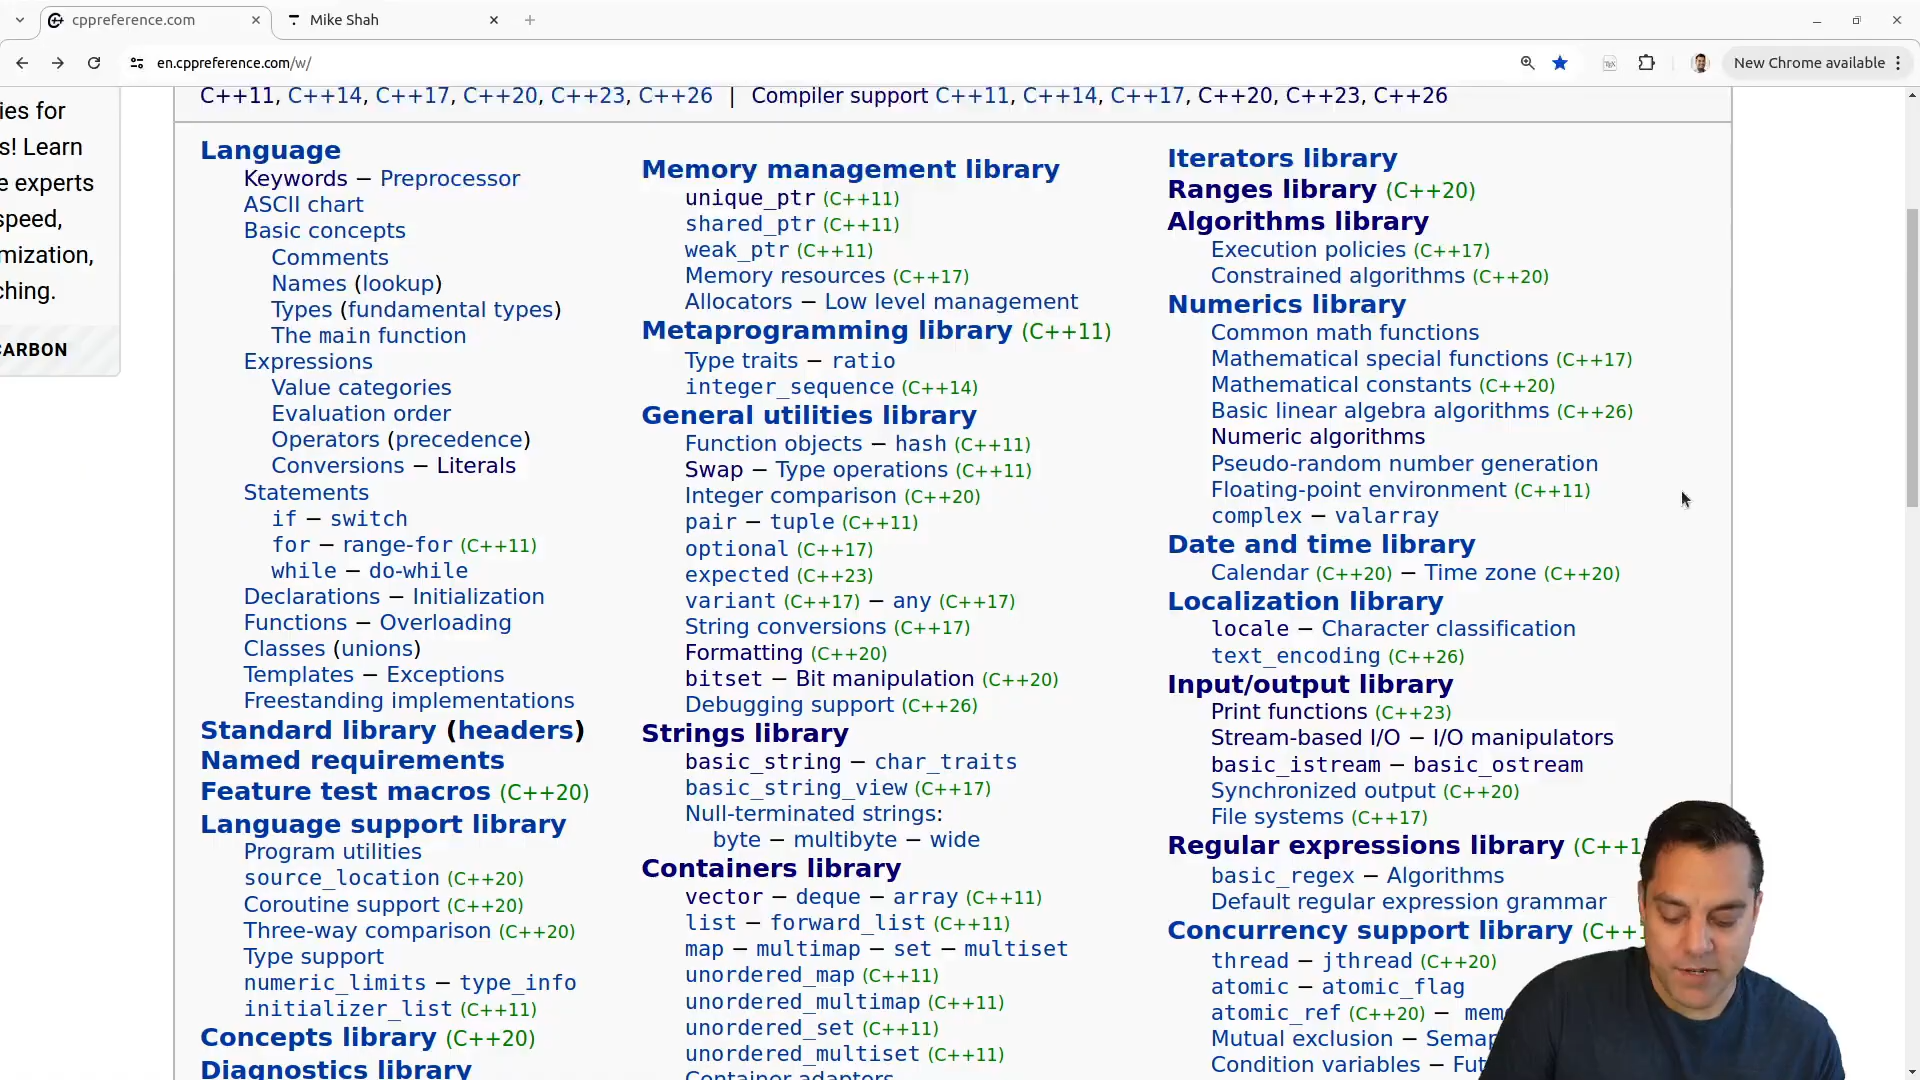 cppreference.com
Mike Shah
en.cppreference.com/w/
New Chrome available
C++11, C++14, C++17, C++20, C++23, C++26 | Compiler support C++11, C++14, C++17, C++20, C++23, C++26
ies for
s! Learn
e experts
speed,
mization,
ching.
CARBON
Language
Keywords − Preprocessor
ASCII chart
Basic concepts
Comments
Names (lookup)
Types (fundamental types)
The main function
Expressions
Value categories
Evaluation order
Operators (precedence)
Conversions − Literals
Statements
if − switch
for − range-for (C++11)
while − do-while
Declarations − Initialization
Functions − Overloading
Classes (unions)
Templates − Exceptions
Freestanding implementations
Standard library (headers)
Named requirements
Feature test macros (C++20)
Language support library
Program utilities
source_location (C++20)
Coroutine support (C++20)
Three-way comparison (C++20)
Type support
numeric_limits − type_info
initializer_list (C++11)
Concepts library (C++20)
Diagnostics library
Memory management library
unique_ptr (C++11)
shared_ptr (C++11)
weak_ptr (C++11)
Memory resources (C++17)
Allocators − Low level management
Metaprogramming library (C++11)
Type traits − ratio
integer_sequence (C++14)
General utilities library
Function objects − hash (C++11)
Swap − Type operations (C++11)
Integer comparison (C++20)
pair − tuple (C++11)
optional (C++17)
expected (C++23)
variant (C++17) − any (C++17)
String conversions (C++17)
Formatting (C++20)
bitset − Bit manipulation (C++20)
Debugging support (C++26)
Strings library
basic_string − char_traits
basic_string_view (C++17)
Null-terminated strings:
byte − multibyte − wide
Containers library
vector − deque − array (C++11)
list − forward_list (C++11)
map − multimap − set − multiset
unordered_map (C++11)
unordered_multimap (C++11)
unordered_set (C++11)
unordered_multiset (C++11)
Container adaptors
Iterators library
Ranges library (C++20)
Algorithms library
Execution policies (C++17)
Constrained algorithms (C++20)
Numerics library
Common math functions
Mathematical special functions (C++17)
Mathematical constants (C++20)
Basic linear algebra algorithms (C++26)
Numeric algorithms
Pseudo-random number generation
Floating-point environment (C++11)
complex − valarray
Date and time library
Calendar (C++20) − Time zone (C++20)
Localization library
locale − Character classification
text_encoding (C++26)
Input/output library
Print functions (C++23)
Stream-based I/O − I/O manipulators
basic_istream − basic_ostream
Synchronized output (C++20)
File systems (C++17)
Regular expressions library (C++1
basic_regex − Algorithms
Default regular expression grammar
Concurrency support library (C++1
thread − jthread (C++20)
atomic − atomic_flag
atomic_ref (C++20) − mem
Mutual exclusion − Semap
Condition variables − Fut